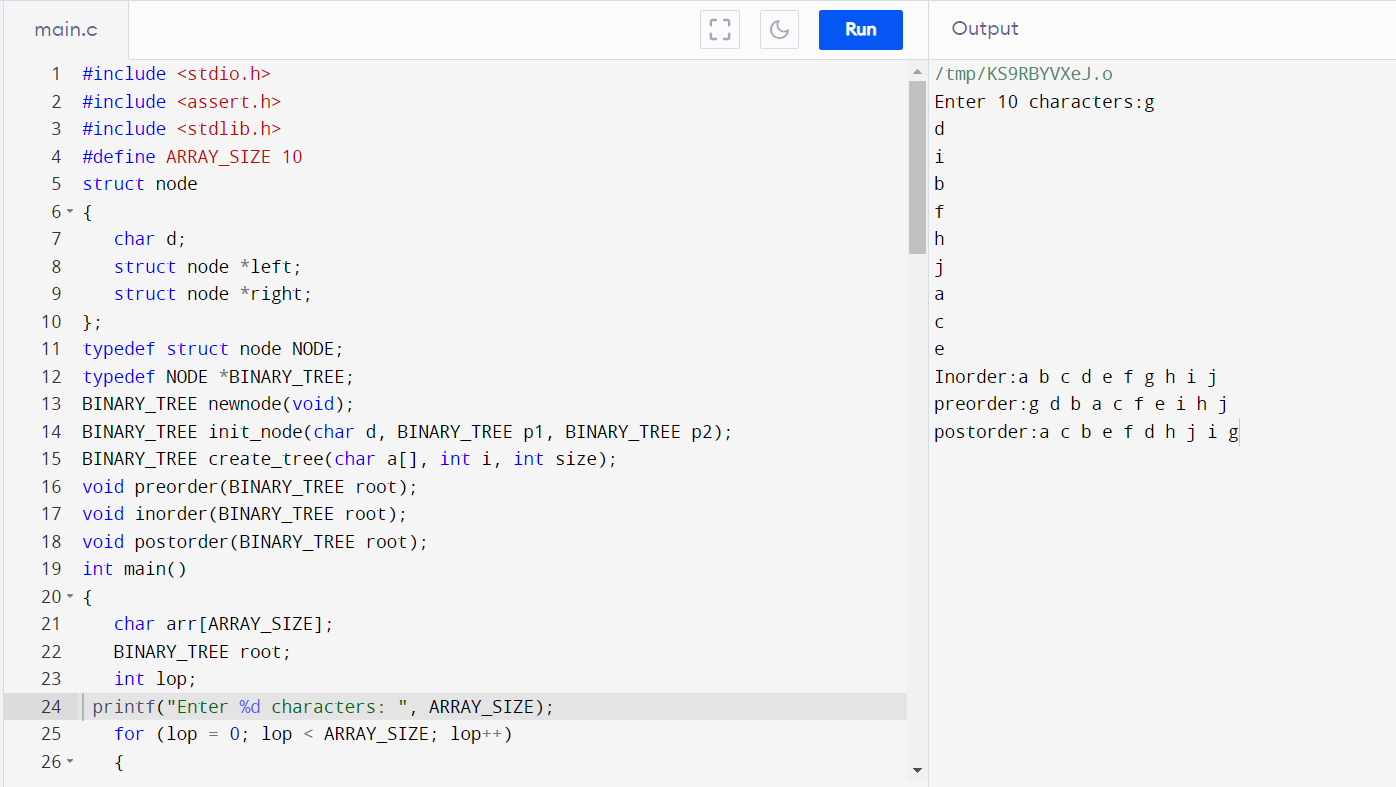 main.c
Run
Output
1 #include <stdio.h>
2 #include <assert.h>
3 #include <stdlib.h>
4 #define ARRAY_SIZE 10
5 struct node
6 {
7 char d;
8 struct node *left;
9 struct node *right;
10 };
11 typedef struct node NODE;
12 typedef NODE *BINARY_TREE;
13 BINARY_TREE newnode(void);
14 BINARY_TREE init_node(char d, BINARY_TREE p1, BINARY_TREE p2);
15 BINARY_TREE create_tree(char a[], int i, int size);
16 void preorder(BINARY_TREE root);
17 void inorder(BINARY_TREE root);
18 void postorder(BINARY_TREE root);
19 int main()
20 {
21 char arr[ARRAY_SIZE];
22 BINARY_TREE root;
23 int lop;
24 printf("Enter %d characters: ", ARRAY_SIZE);
25 for (lop = 0; lop < ARRAY_SIZE; lop++)
26 {
/tmp/KS9RBYVXeJ.o
Enter 10 characters:g
d
i
b
f
h
j
a
c
e
Inorder:a b c d e f g h i j
preorder:g d b a c f e i h j
postorder:a c b e f d h j i g